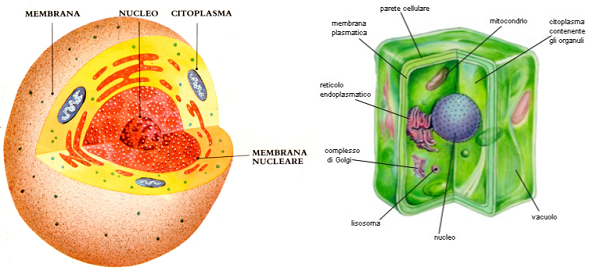 MEMBRANA
NUCLEO
CITOPLASMA
MEMBRANA
NUCLEARE
parete cellulare
membrana
plasmatica
mitocondrio
citoplasma
contenente
gli organuli
reticolo
endoplasmatico
complesso
di Golgi
lisosoma
nucleo
vacuolo